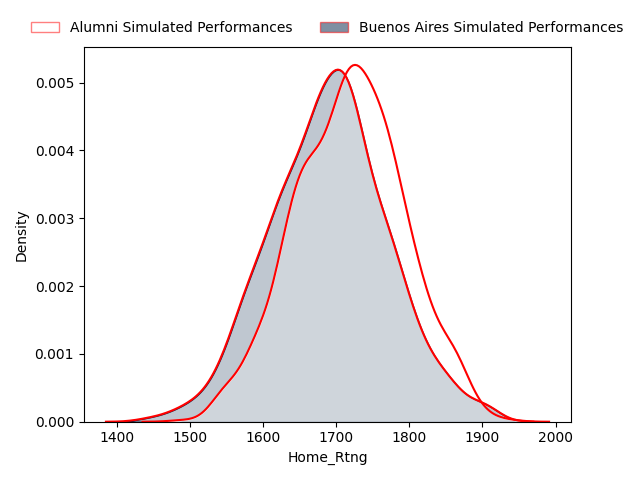 Alumni Simulated Performances
Buenos Aires Simulated Performances
Density
0.005
0.004
0.003
0.002
0.001
0.000
1400 1500 1600 1700 1800 1900 2000
Home_Rtng